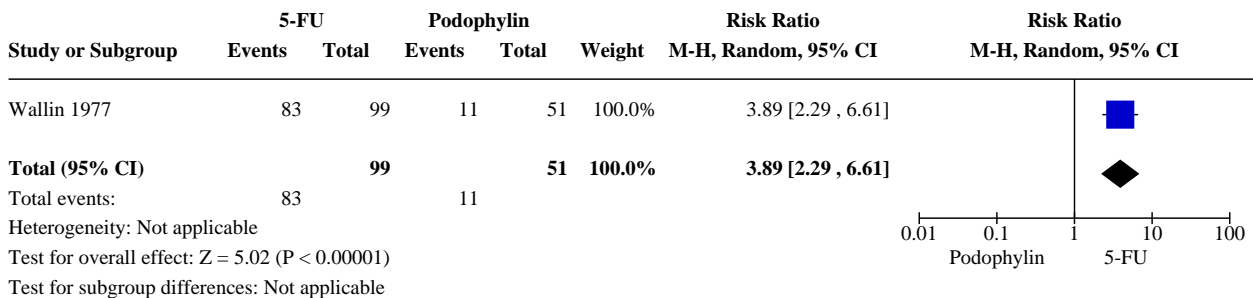 5-FU Podophylin Risk Ratio Risk Ratio
Study or Subgroup Events Total Events Total Weight M-H, Random, 95% CI M-H, Random, 95% CI
Wallin 1977 83 99 11 51 100.0% 3.89 [2.29 , 6.61]
Total (95% CI) 99 51 100.0% 3.89 [2.29 , 6.61]
Total events: 83 11
Heterogeneity: Not applicable
0.01 0.1 1 10 100
Test for overall effect: Z = 5.02 (P < 0.00001) Podophylin 5-FU
Test for subgroup differences: Not applicable